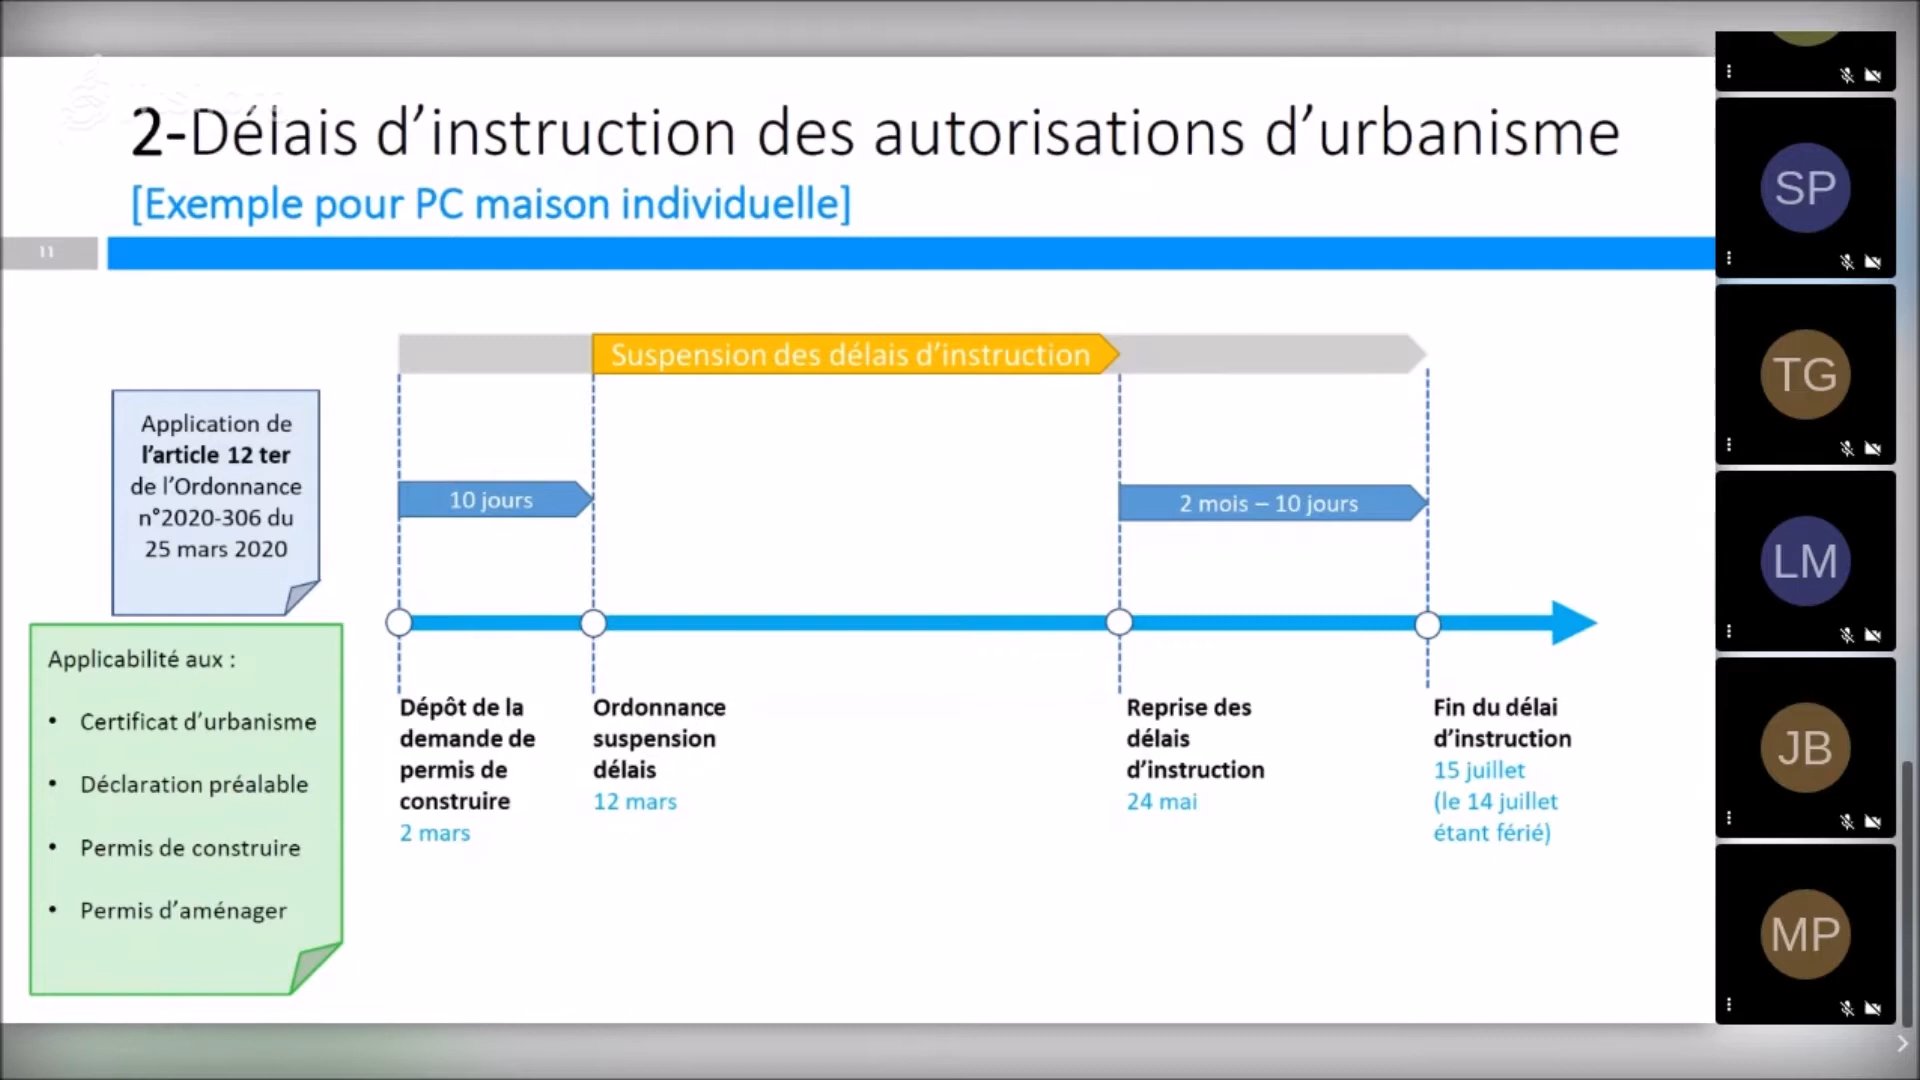 2-Délais d’instruction des autorisations d’urbanisme
[Exemple pour PC maison individuelle]
11
Suspension des délais d’instruction
Application de
l’article 12 ter
de l’Ordonnance
n°2020-306 du
25 mars 2020
10 jours
2 mois – 10 jours
Applicabilité aux :
• Certificat d’urbanisme
• Déclaration préalable
• Permis de construire
• Permis d’aménager
Dépôt de la
demande de
permis de
construire
2 mars
Ordonnance
suspension
délais
12 mars
Reprise des
délais
d’instruction
24 mai
Fin du délai
d’instruction
15 juillet
(le 14 juillet
étant férié)
SP
TG
LM
JB
MP